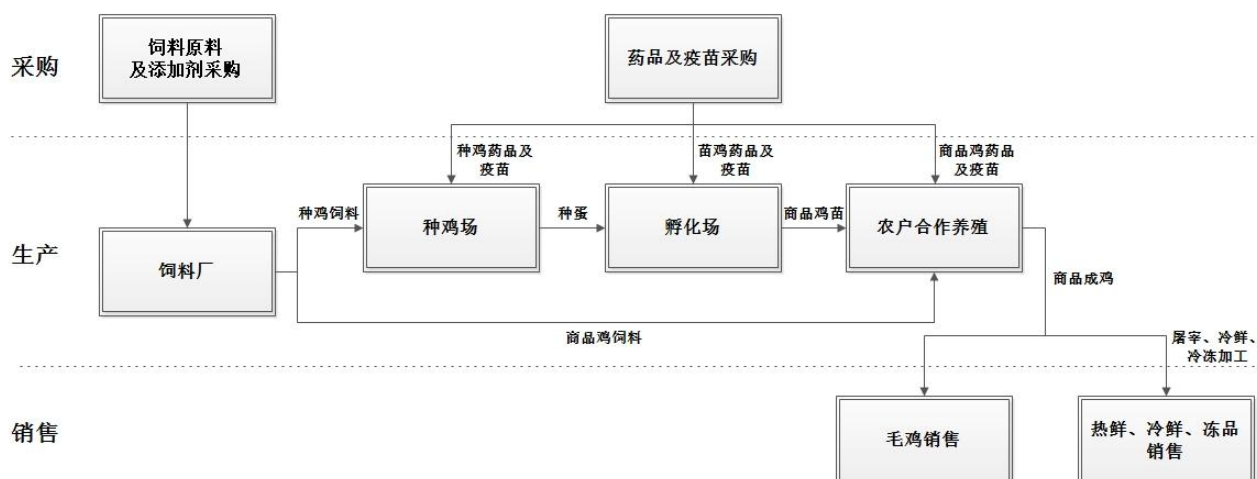 采购
饲料原料
及添加剂采购
药品及疫苗采购
种鸡药品及
疫苗
苗鸡药品及
疫苗
商品鸡药品
及疫苗
生产
饲料厂
种鸡饲料
种鸡场
种蛋
孵化场
商品鸡苗
农户合作养殖
商品成鸡
商品鸡饲料
屠宰、冷鲜、
冷冻加工
销售
毛鸡销售
热鲜、冷鲜、冻品
销售